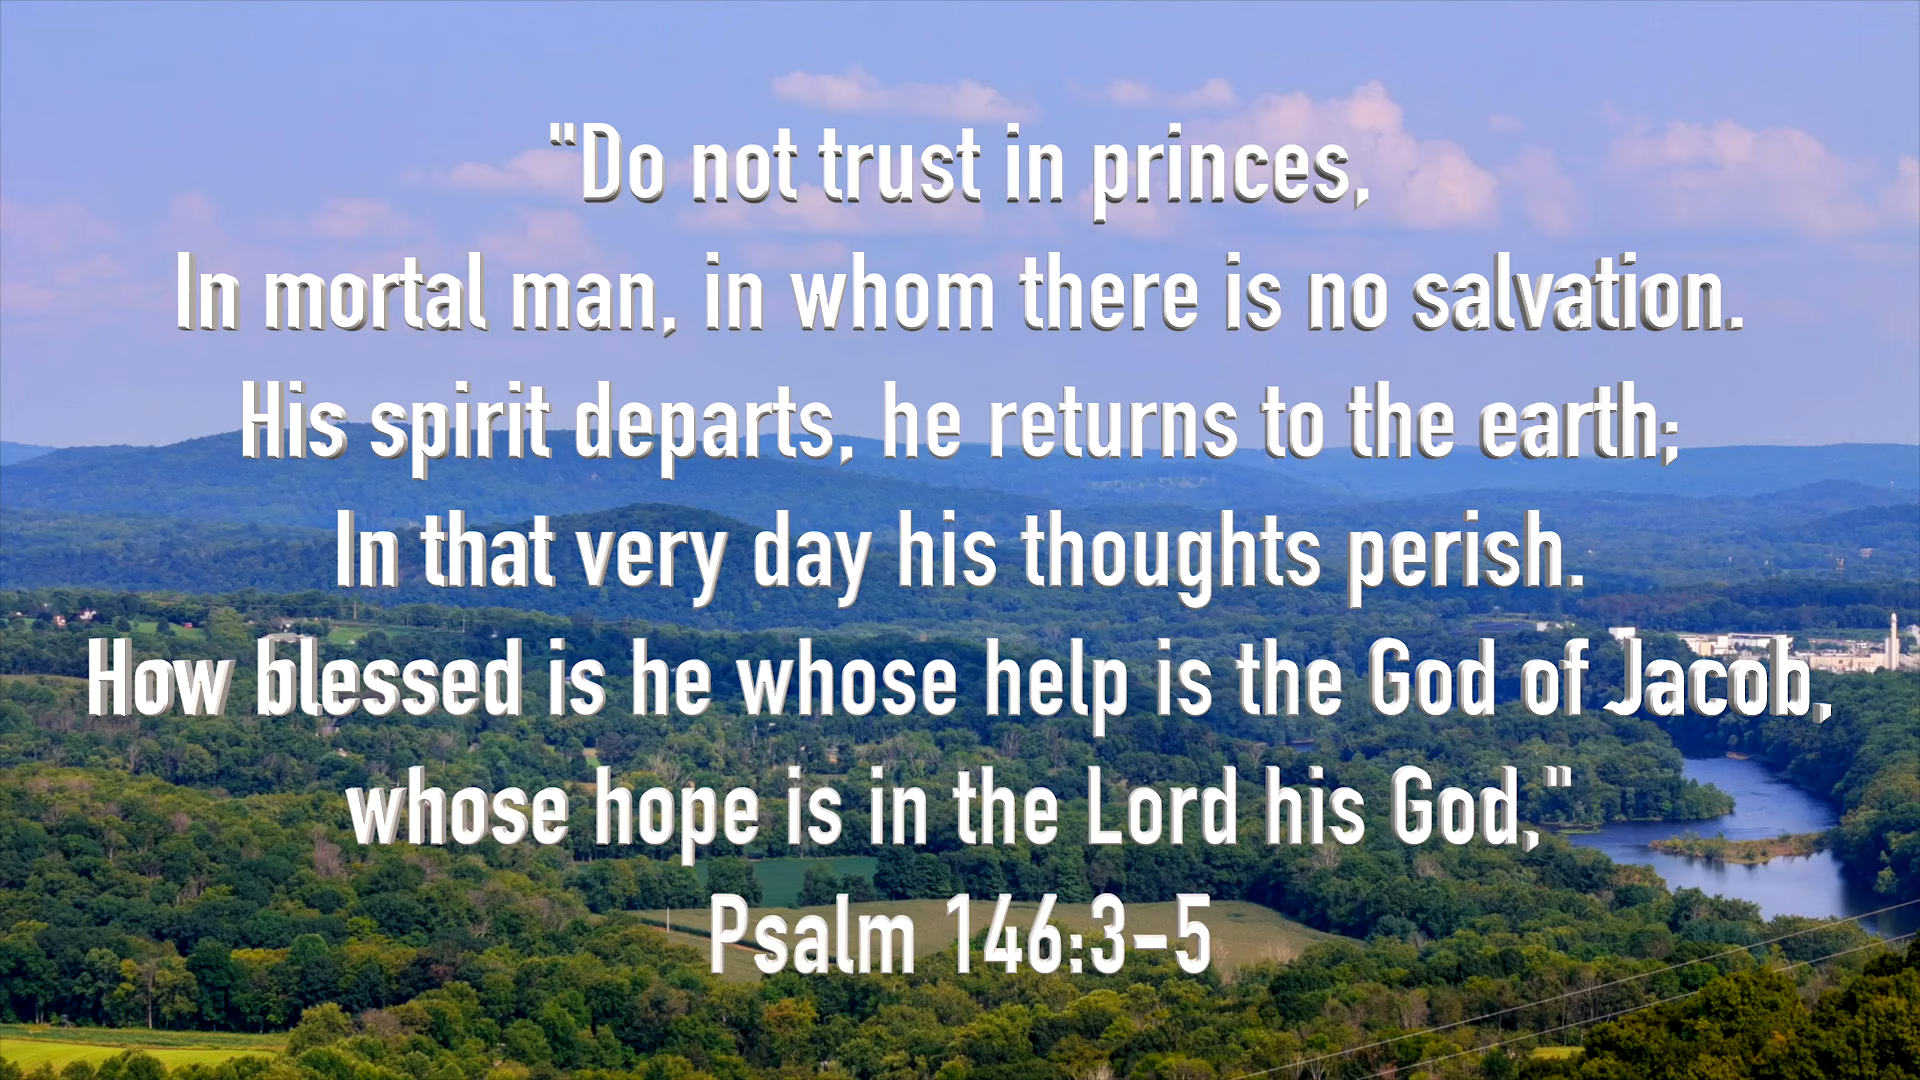 "Do not trust in princes,
In mortal man, in whom there is no salvation.
His spirit departs, he returns to the earth;
In that very day his thoughts perish.
How blessed is he whose help is the God of Jacob,
whose hope is in the Lord his God,"
Psalm 146:3-5